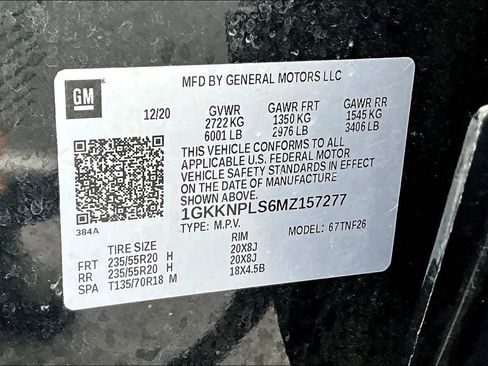 GM
MFD BY GENERAL MOTORS LLC
12/20 GVWR GAWR FRT GAWR RR
2722 KG 1350 KG 1545 KG
6001 LB 2976 LB 3406 LB
THIS VEHICLE CONFORMS TO ALL
APPLICABLE U.S. FEDERAL MOTOR
VEHICLE SAFETY STANDARDS IN EFFECT
ON THE DATE OF MANUFACTURE
SHOWN ABOVE.
1GKKNPLS6MZ157277
384A TYPE: M.P.V. MODEL: 67TNF26
TIRE SIZE RIM
FRT 235/55R20 H 20X8J
RR 235/55R20 H 20X8J
SPA T135/70R18 M 18X4.5B